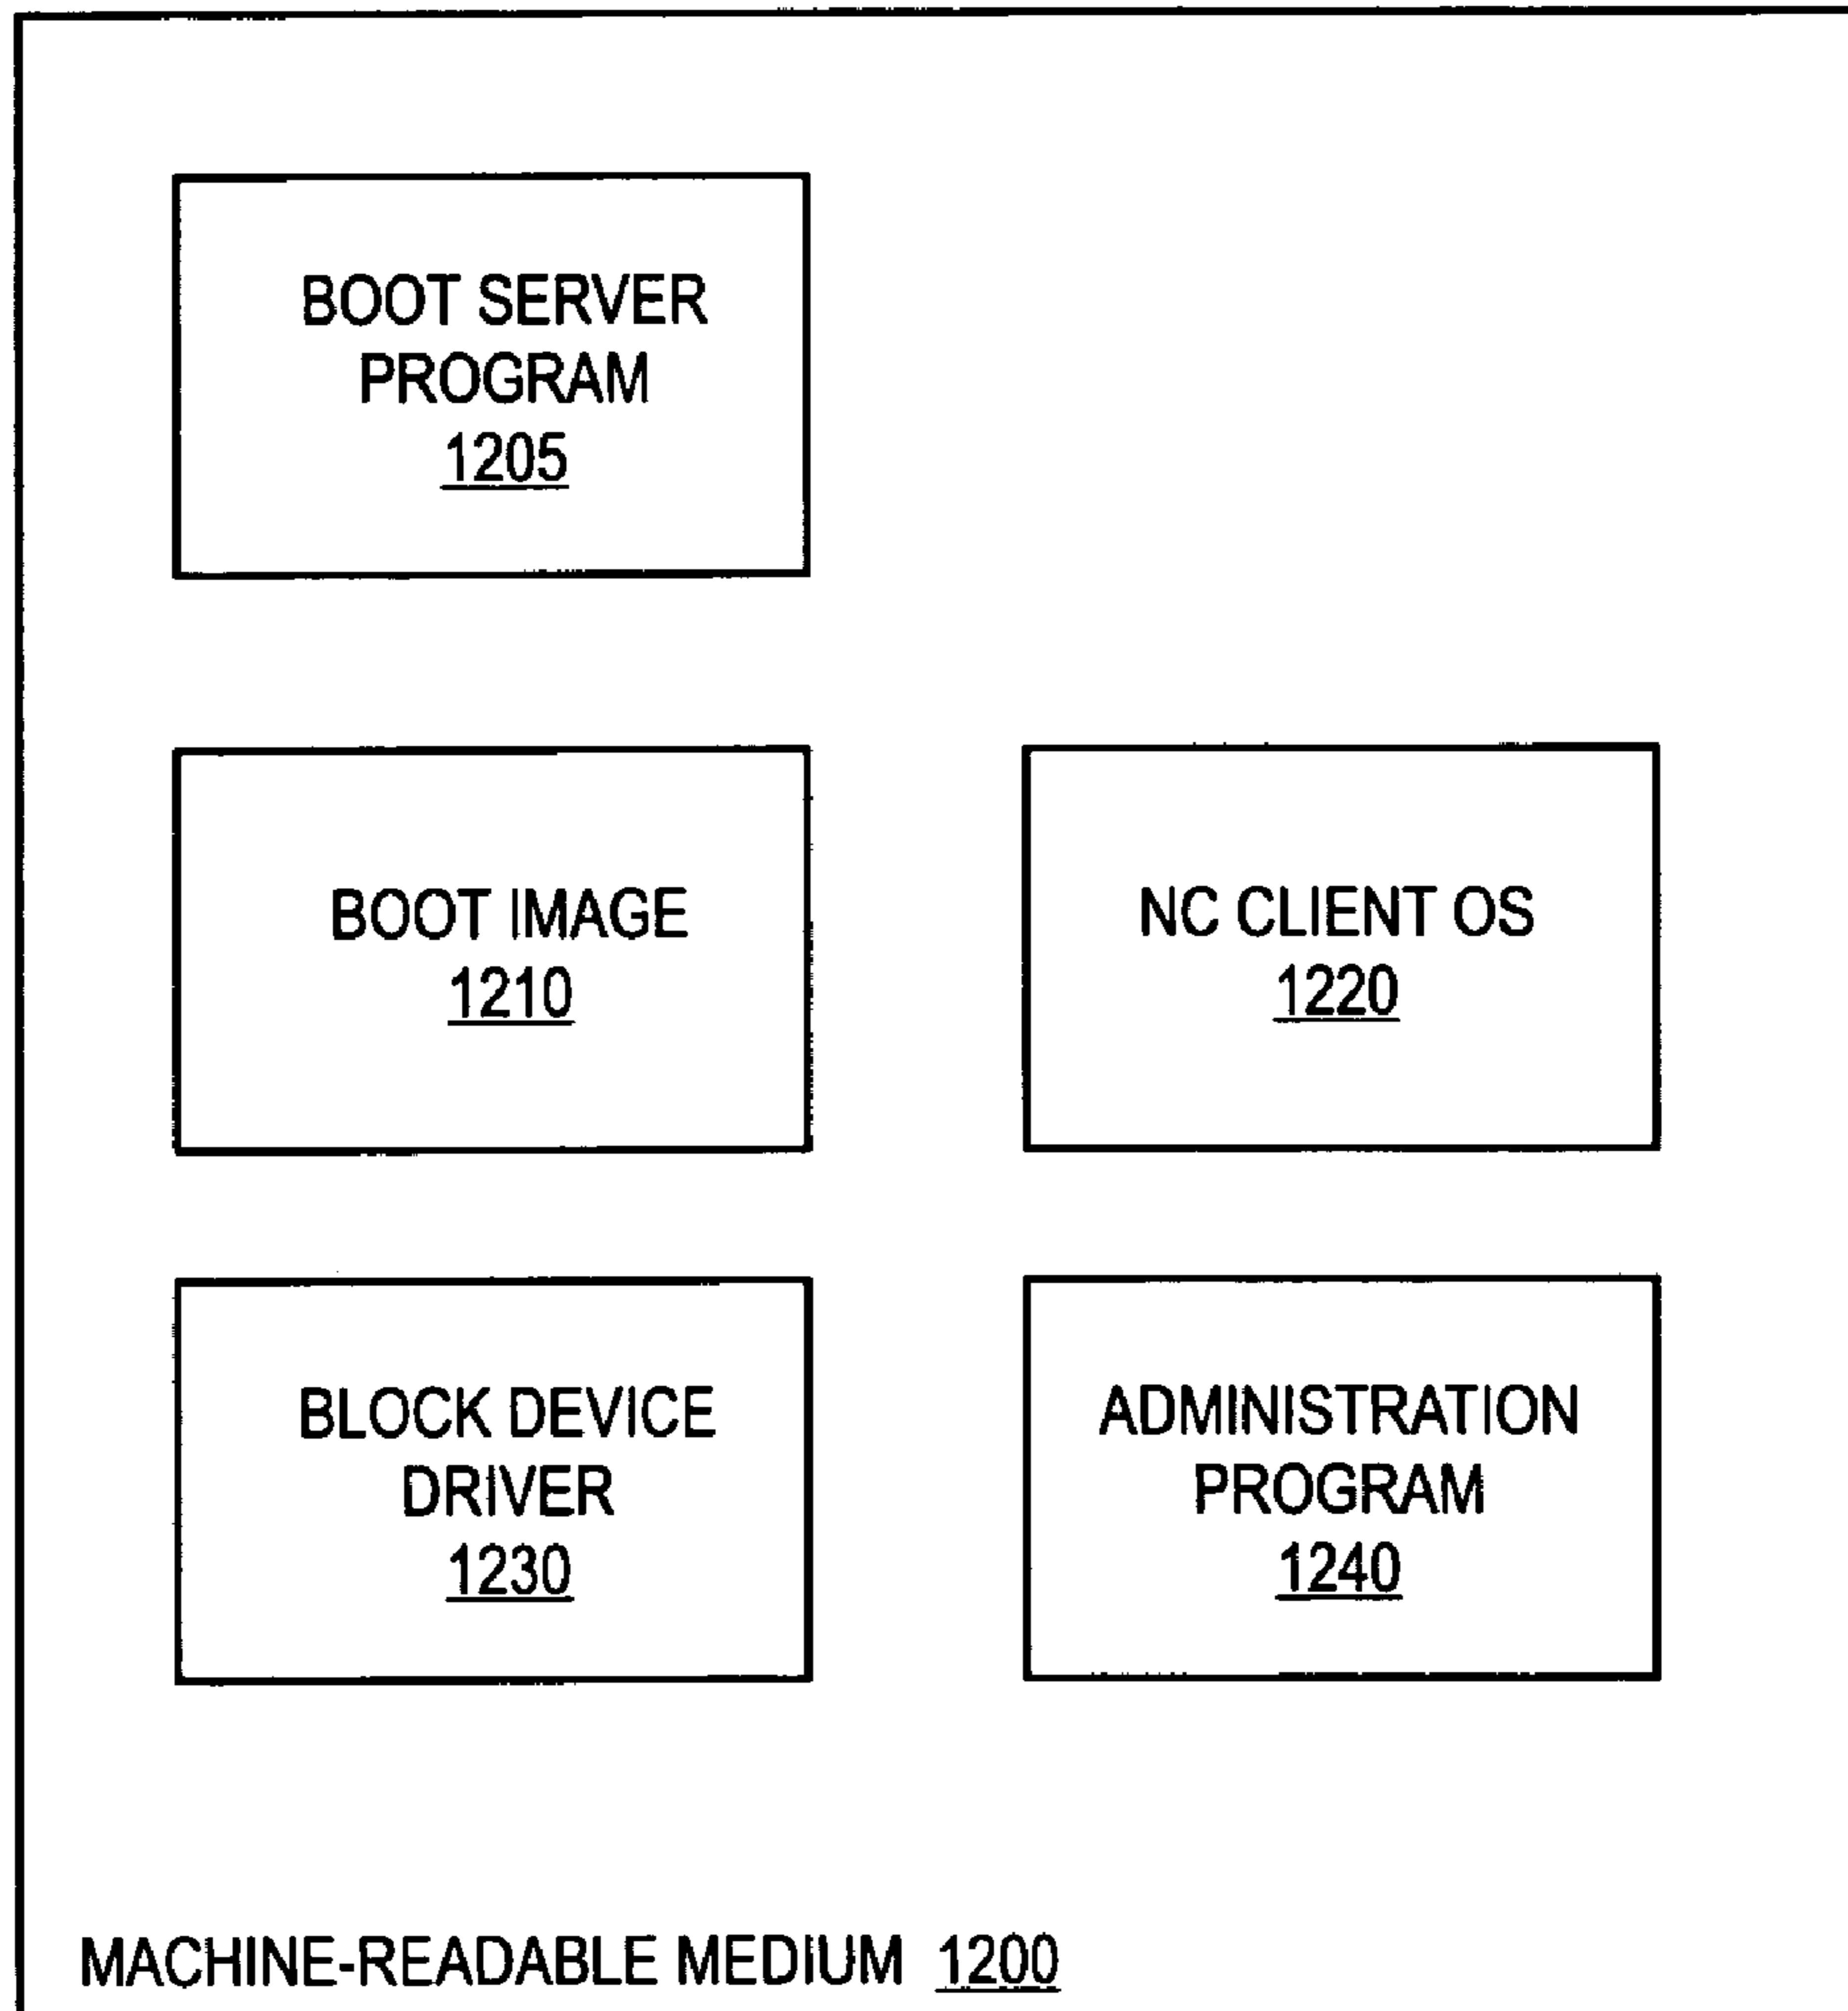 BOOT SERVER
PROGRAM
1205
BOOT IMAGE
1210
NC CLIENT OS
1220
BLOCK DEVICE
DRIVER
1230
ADMINISTRATION
PROGRAM
1240
MACHINE-READABLE MEDIUM 1200